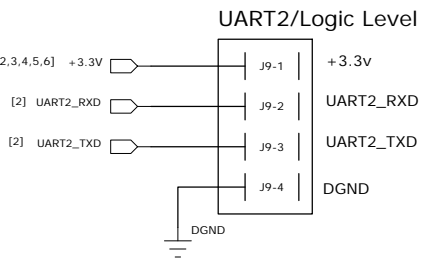 UART2/Logic Level
2,3,4,5,6] +3.3V J9-1 +3.3v
[2] UART2_RXD J9-2 UART2_RXD
[2] UART2_TXD J9-3 UART2_TXD
J9-4 DGND
DGND